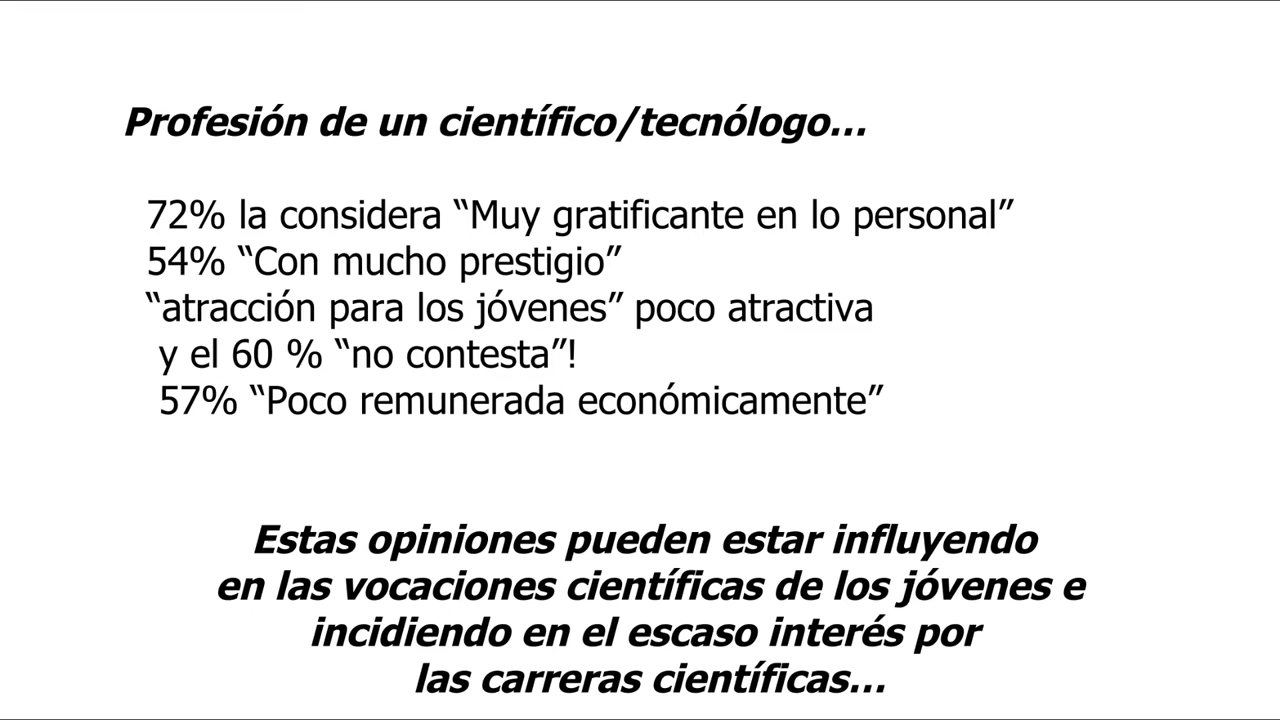 Profesión de un científico/tecnólogo...
72% la considera “Muy gratificante en lo personal”
54% “Con mucho prestigio”
“atracción para los jóvenes” poco atractiva
y el 60 % “no contesta”!
57% “Poco remunerada económicamente”
Estas opiniones pueden estar influyendo
en las vocaciones científicas de los jóvenes e
incidiendo en el escaso interés por
las carreras científicas...